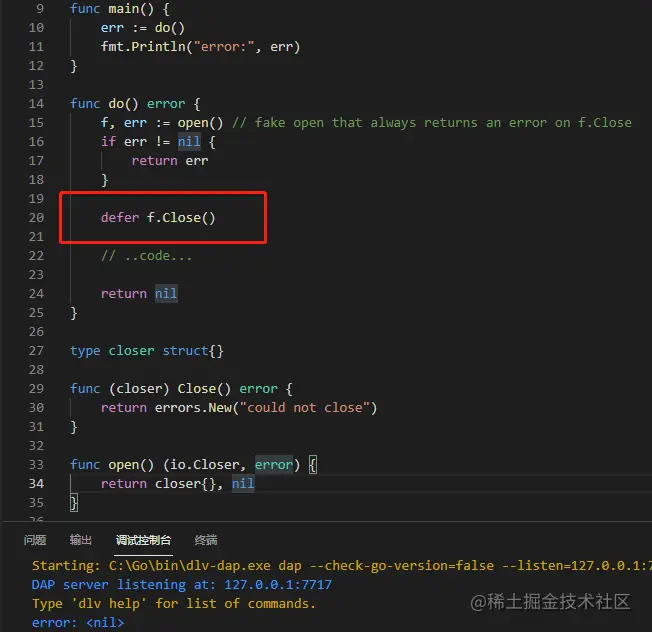 9 func main() {
10 err := do()
11 fmt.Println("error:", err)
12 }
13
14 func do() error {
15 f, err := open() // fake open that always returns an error on f.Close
16 if err != nil {
17 return err
18 }
19
20 defer f.Close()
21
22 // ..code...
23
24 return nil
25 }
26
27 type closer struct{}
28
29 func (closer) Close() error {
30 return errors.New("could not close")
31 }
32
33 func open() (io.Closer, error) {
34 return closer{}, nil
35 }
36
问题 输出 调试控制台 终端
Starting: C:\Go\bin\dlv-dap.exe dap --check-go-version=false --listen=127.0.0.1:7
DAP server listening at: 127.0.0.1:7717
Type 'dlv help' for list of commands.
error: <nil>
@稀土掘金技术社区